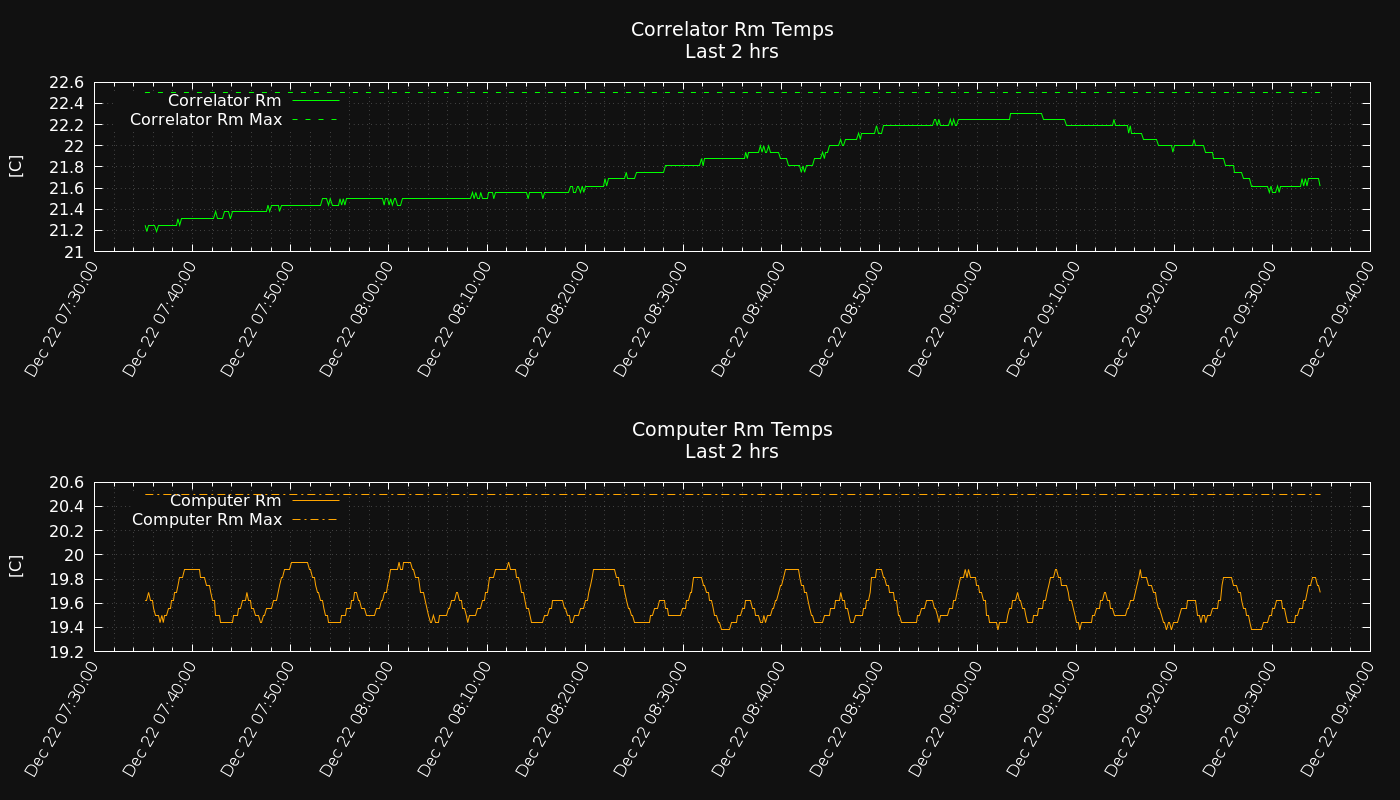 Correlator Rm Temps
Last 2 hrs
22.6
22.4
22.2
22
21.8
21.6
21.4
21.2
21
[C]
Correlator Rm
Correlator Rm Max
Dec 22 07:30:00
Dec 22 07:40:00
Dec 22 07:50:00
Dec 22 08:00:00
Dec 22 08:10:00
Dec 22 08:20:00
Dec 22 08:30:00
Dec 22 08:40:00
Dec 22 08:50:00
Dec 22 09:00:00
Dec 22 09:10:00
Dec 22 09:20:00
Dec 22 09:30:00
Dec 22 09:40:00
Computer Rm Temps
Last 2 hrs
20.6
20.4
20.2
20
19.8
19.6
19.4
19.2
[C]
Computer Rm
Computer Rm Max
Dec 22 07:30:00
Dec 22 07:40:00
Dec 22 07:50:00
Dec 22 08:00:00
Dec 22 08:10:00
Dec 22 08:20:00
Dec 22 08:30:00
Dec 22 08:40:00
Dec 22 08:50:00
Dec 22 09:00:00
Dec 22 09:10:00
Dec 22 09:20:00
Dec 22 09:30:00
Dec 22 09:40:00